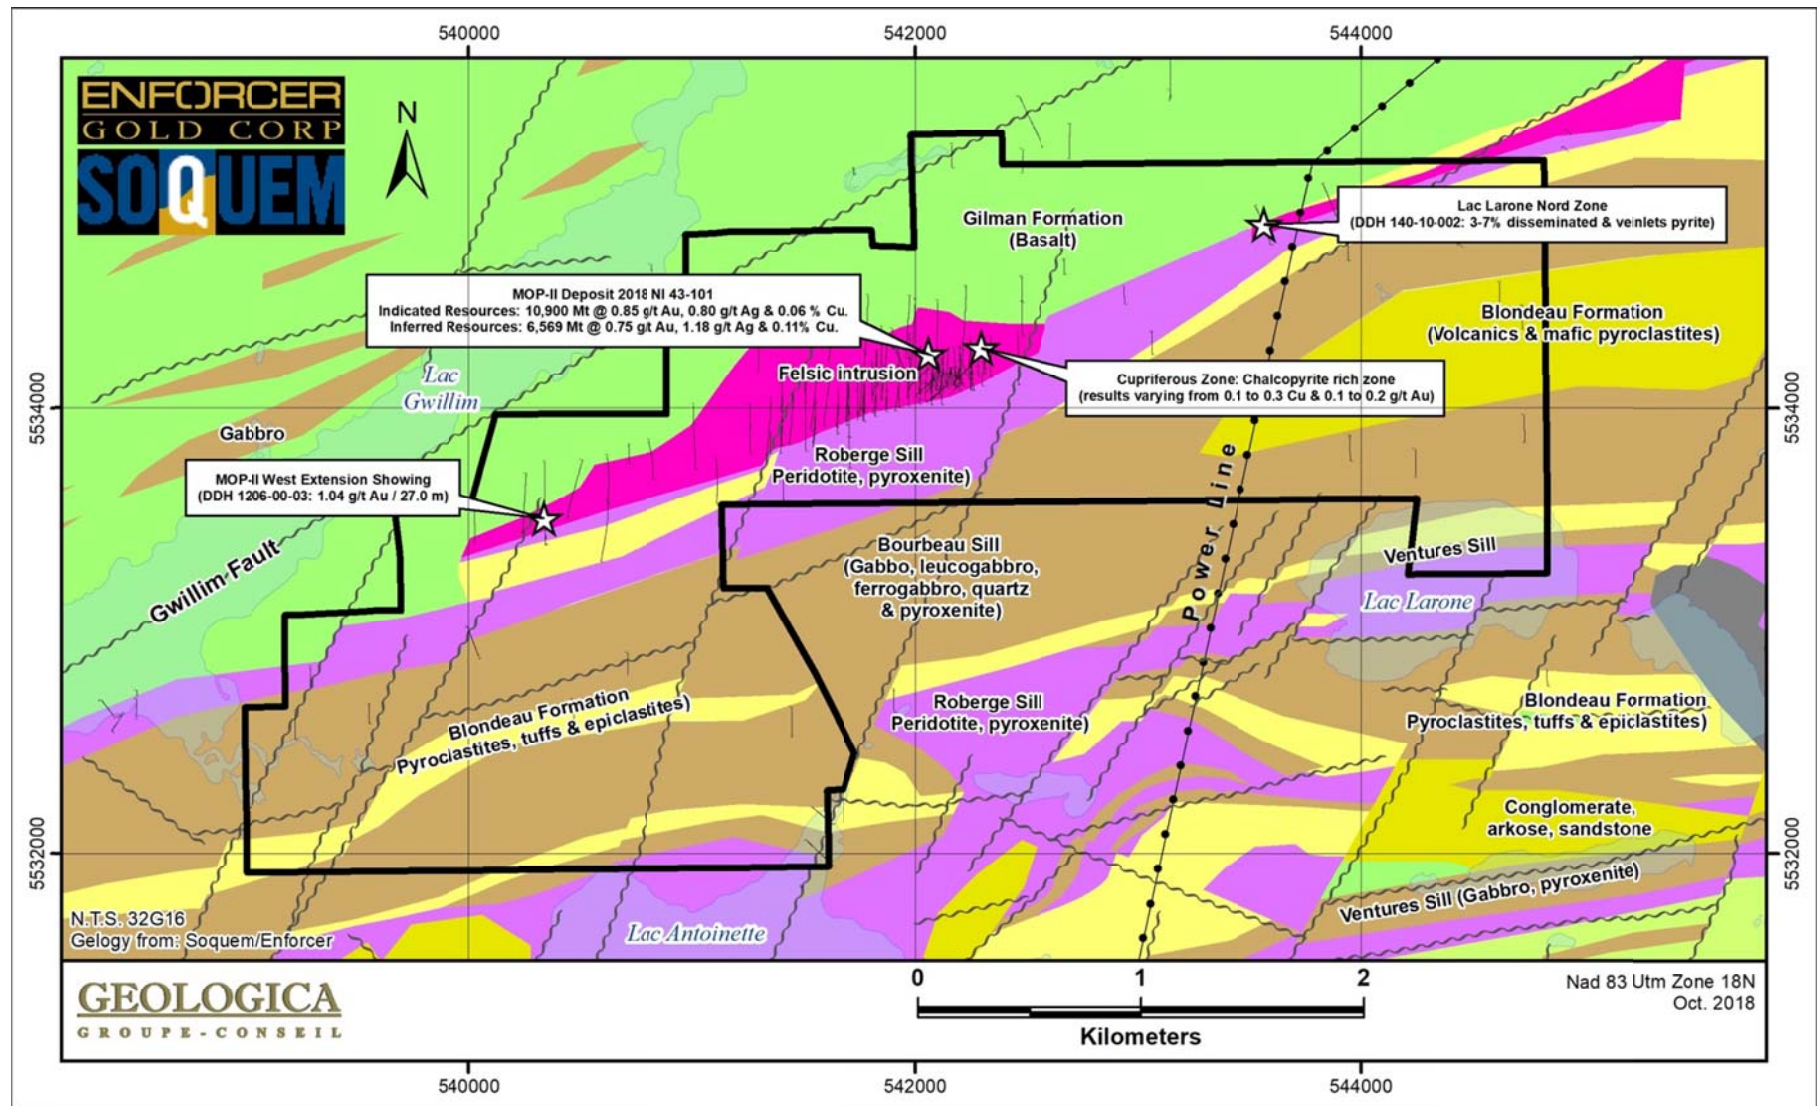 540000
542000
544000
ENFORCER
GOLD CORP
SOQUEM
N
Gilman Formation
(Basalt)
Lac Larone Nord Zone
(DDH 140-10-002: 3-7% disseminated & veinlets pyrite)
MOP-II Deposit 2018 NI 43-101
Indicated Resources: 10,900 Mt @ 0.85 g/t Au, 0.80 g/t Ag & 0.06 % Cu.
Inferred Resources: 6,569 Mt @ 0.75 g/t Au, 1.18 g/t Ag & 0.11% Cu.
Blondeau Formation
(Volcanics & mafic pyroclastites)
Lac
Gwillim
Felsic intrusion
Cupriferous Zone: Chalcopyrite rich zone
(results varying from 0.1 to 0.3 Cu & 0.1 to 0.2 g/t Au)
5534000
5534000
Gabbro
Roberge Sill
Peridotite, pyroxenite)
MOP-II West Extension Showing
(DDH 1206-00-03: 1.04 g/t Au / 27.0 m)
Power Line
Gwillim Fault
Bourbeau Sill
(Gabbo, leucogabbro,
ferrogabbro, quartz
& pyroxenite)
Ventures Sill
Lac Larone
Blondeau Formation
Pyroclastites, tuffs & epiclastites)
Roberge Sill
Peridotite, pyroxenite)
Blondeau Formation
Pyroclastites, tuffs & epiclastites)
Conglomerate,
arkose, sandstone
5532000
5532000
Ventures Sill (Gabbro, pyroxenite)
N.T.S. 32G16
Gelogy from: Soquem/Enforcer
Lac Antoinette
GEOLOGICA
GROUPE-CONSEIL
0 1 2
Kilometers
Nad 83 Utm Zone 18N
Oct. 2018
540000
542000
544000